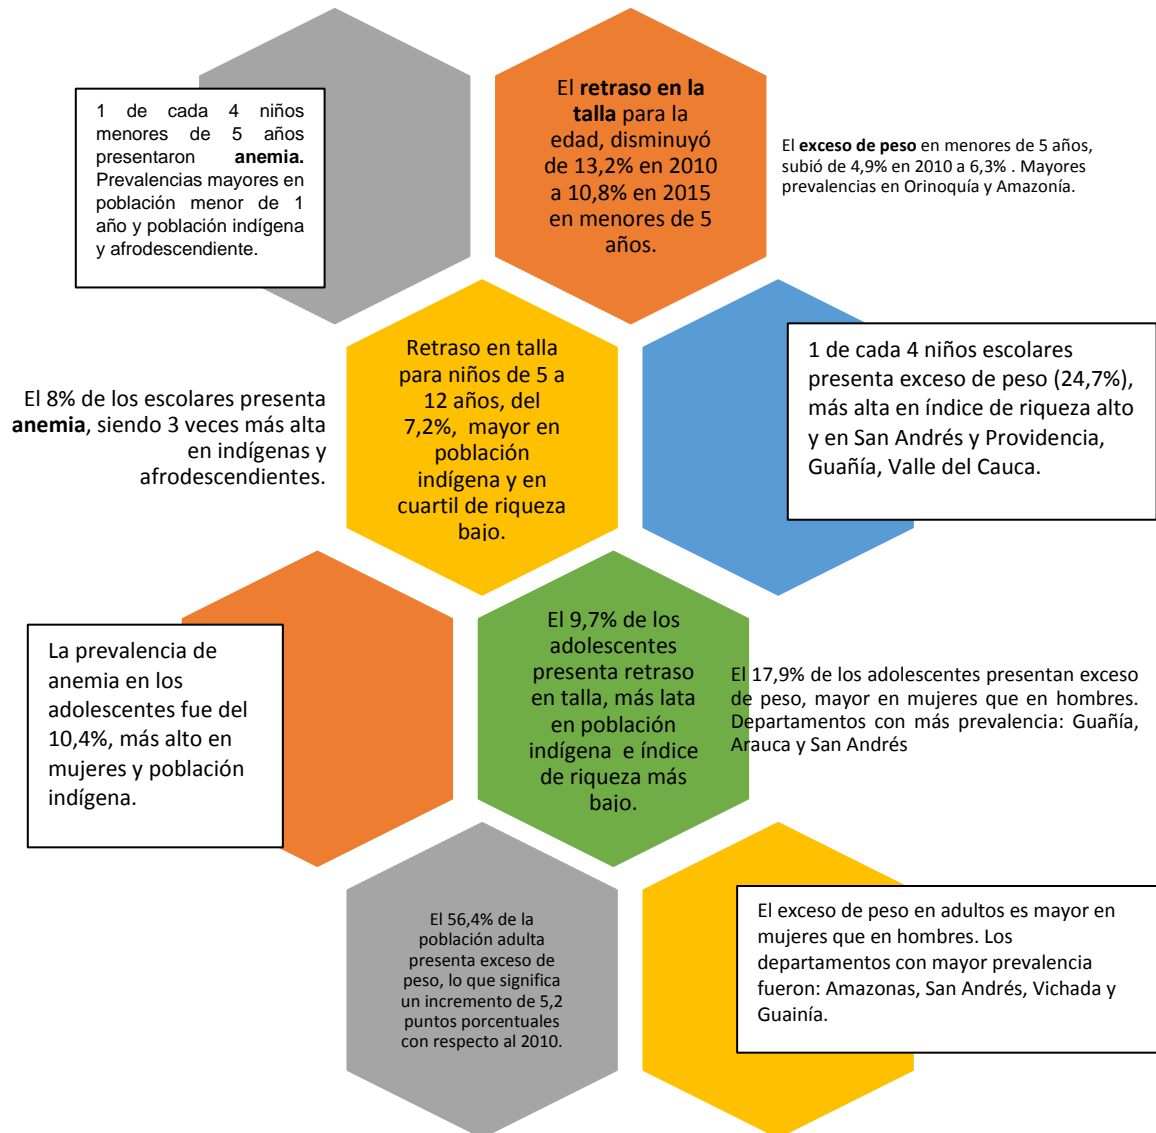 1 de cada 4 niños
menores de 5 años
presentaron anemia.
Prevalencias mayores en
población menor de 1
año y población indígena
y afrodescendiente.
El retraso en la
talla para la
edad, disminuyó
de 13,2% en 2010
a 10,8% en 2015
en menores de 5
años.
El exceso de peso en menores de 5 años,
subió de 4,9% en 2010 a 6,3% . Mayores
prevalencias en Orinoquía y Amazonía.
El 8% de los escolares presenta
anemia, siendo 3 veces más alta
en indígenas y
afrodescendientes.
Retraso en talla
para niños de 5 a
12 años, del
7,2%, mayor en
población
indígena y en
cuartil de riqueza
bajo.
1 de cada 4 niños escolares
presenta exceso de peso (24,7%),
más alta en índice de riqueza alto
y en San Andrés y Providencia,
Guañía, Valle del Cauca.
La prevalencia de
anemia en los
adolescentes fue del
10,4%, más alto en
mujeres y población
indígena.
El 9,7% de los
adolescentes
presenta retraso
en talla, más lata
en población
indígena e índice
de riqueza más
bajo.
El 17,9% de los adolescentes presentan exceso
de peso, mayor en mujeres que en hombres.
Departamentos con más prevalencia: Guañía,
Arauca y San Andrés
El 56,4% de la
población adulta
presenta exceso de
peso, lo que significa
un incremento de 5,2
puntos porcentuales
con respecto al 2010.
El exceso de peso en adultos es mayor en
mujeres que en hombres. Los
departamentos con mayor prevalencia
fueron: Amazonas, San Andrés, Vichada y
Guainía.